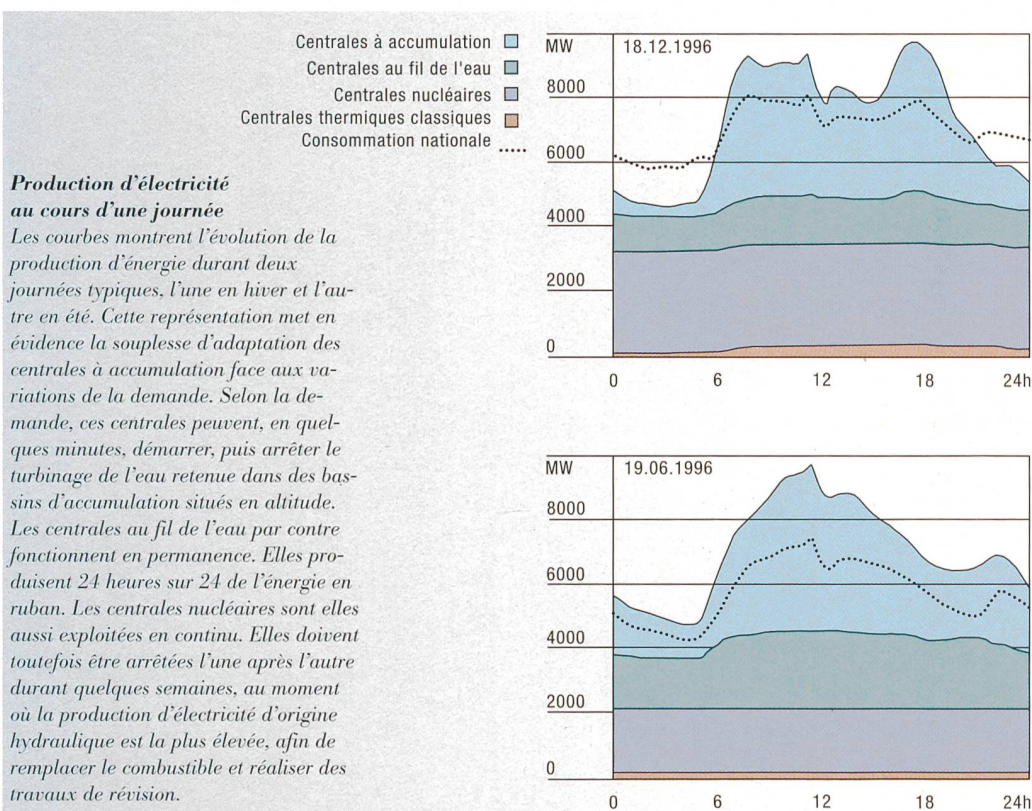 Centrales à accumulation
Centrales au fil de l'eau
Centrales nucléaires
Centrales thermiques classiques
Consommation nationale
Production d'électricité
au cours d'une journée
Les courbes montrent l'évolution de la
production d'énergie durant deux
journées typiques, l'une en hiver et l'au-
tre en été. Cette représentation met en
évidence la souplesse d'adaptation des
centrales à accumulation face aux va-
riations de la demande. Selon la de-
mande, ces centrales peuvent, en quel-
ques minutes, démarrer, puis arrêter le
turbinage de l'eau retenue dans des bas-
sins d'accumulation situés en altitude.
Les centrales au fil de l'eau par contre
fonctionnent en permanence. Elles pro-
duisent 24 heures sur 24 de l'énergie en
ruban. Les centrales nucléaires sont elles
aussi exploitées en continu. Elles doivent
toutefois être arrêtées l'une après l'autre
durant quelques semaines, au moment
où la production d'électricité d'origine
hydraulique est la plus élevée, afin de
remplacer le combustible et réaliser des
travaux de révision.
MW 18.12.1996
8000
6000
4000
2000
0
0 6 12 18 24h
MW 19.06.1996
8000
6000
4000
2000
0
0 6 12 18 24h